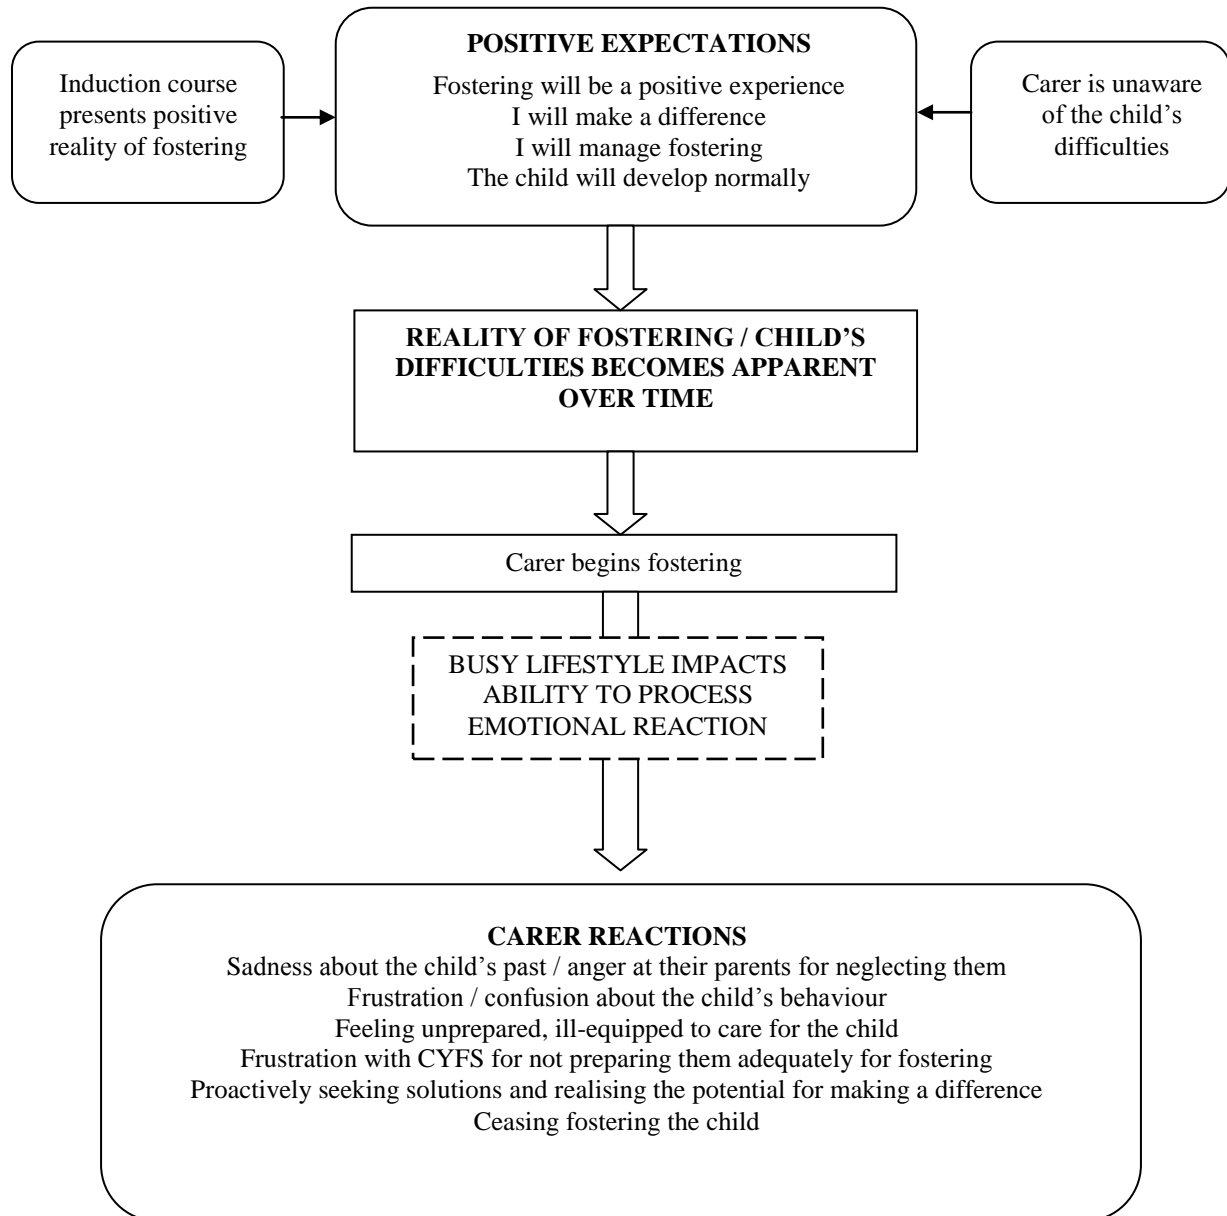 Induction course
presents positive
reality of fostering
POSITIVE EXPECTATIONS
Fostering will be a positive experience
I will make a difference
I will manage fostering
The child will develop normally
Carer is unaware
of the child’s
difficulties
REALITY OF FOSTERING / CHILD’S
DIFFICULTIES BECOMES APPARENT
OVER TIME
Carer begins fostering
BUSY LIFESTYLE IMPACTS
ABILITY TO PROCESS
EMOTIONAL REACTION
CARER REACTIONS
Sadness about the child’s past / anger at their parents for neglecting them
Frustration / confusion about the child’s behaviour
Feeling unprepared, ill-equipped to care for the child
Frustration with CYFS for not preparing them adequately for fostering
Proactively seeking solutions and realising the potential for making a difference
Ceasing fostering the child